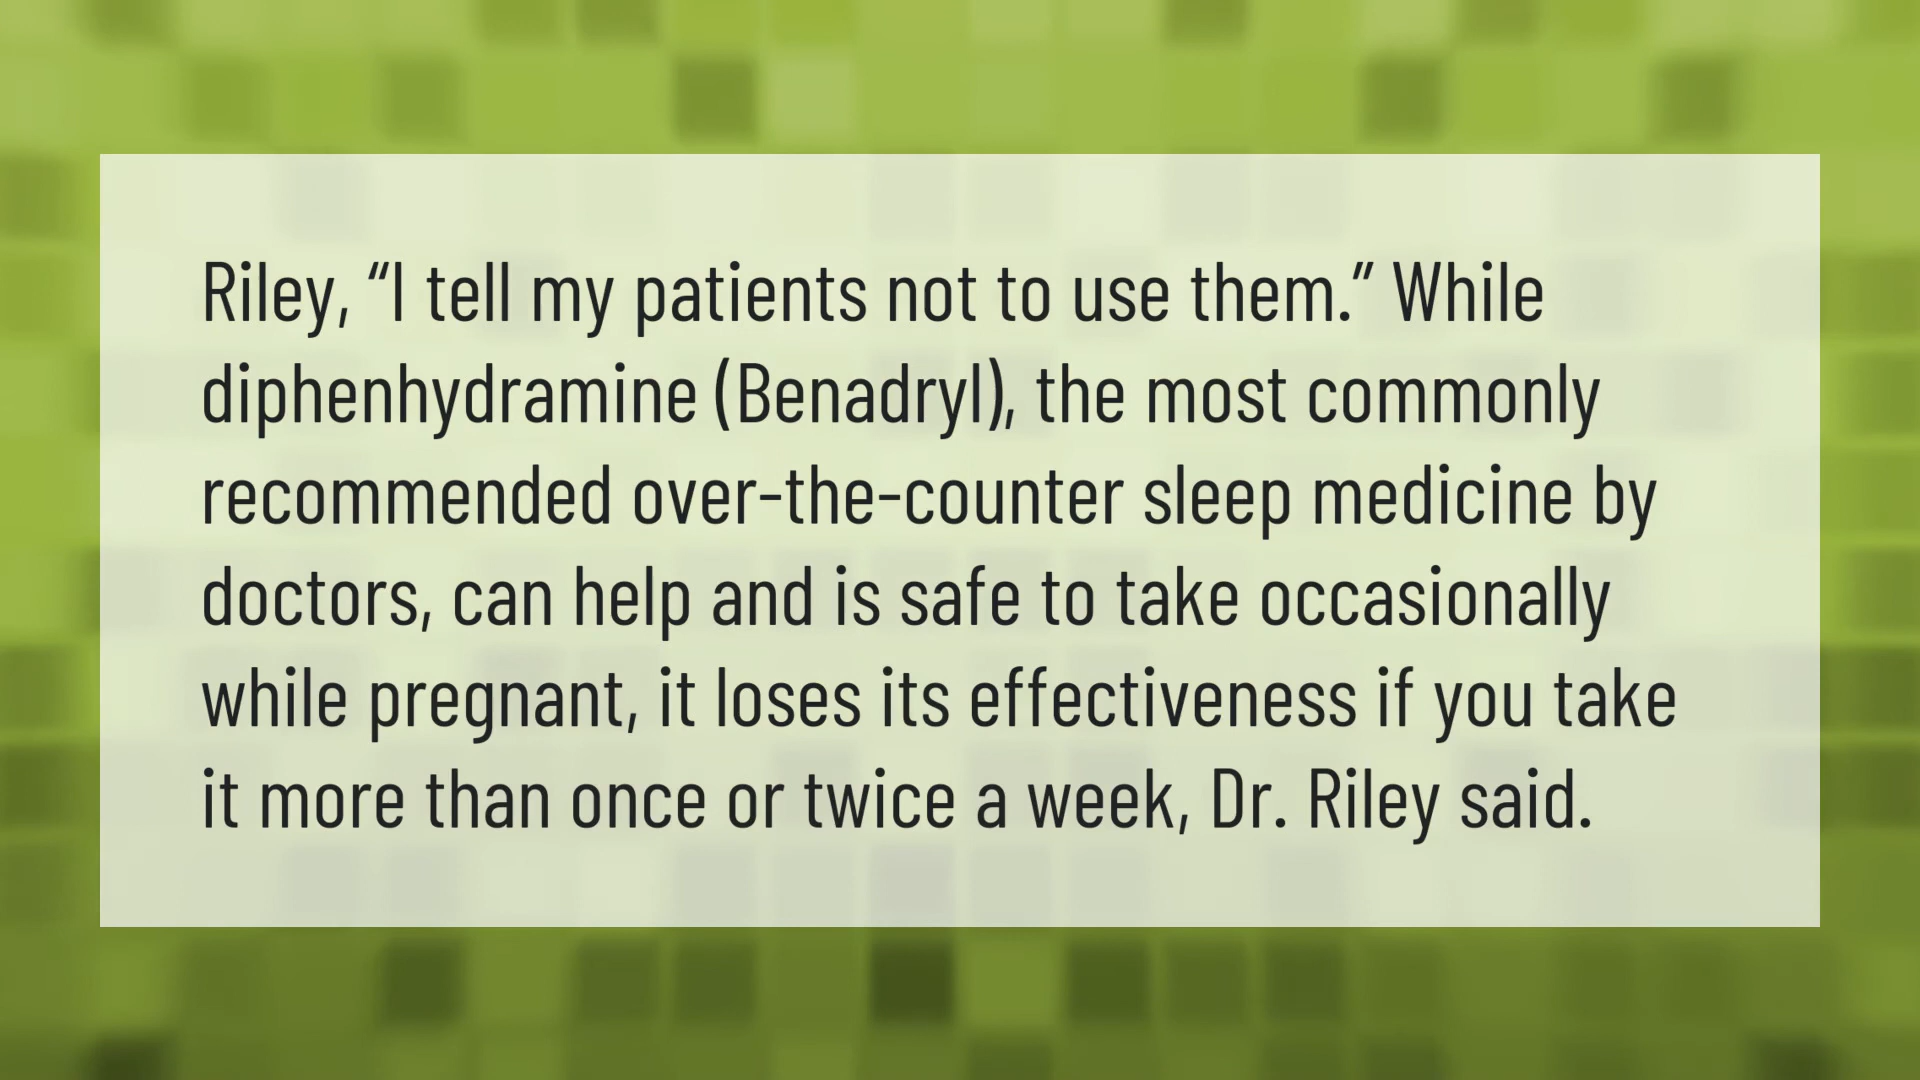 Riley, “I tell my patients not to use them.” While
diphenhydramine (Benadryl), the most commonly
recommended over-the-counter sleep medicine by
doctors, can help and is safe to take occasionally
while pregnant, it loses its effectiveness if you take
it more than once or twice a week, Dr. Riley said.